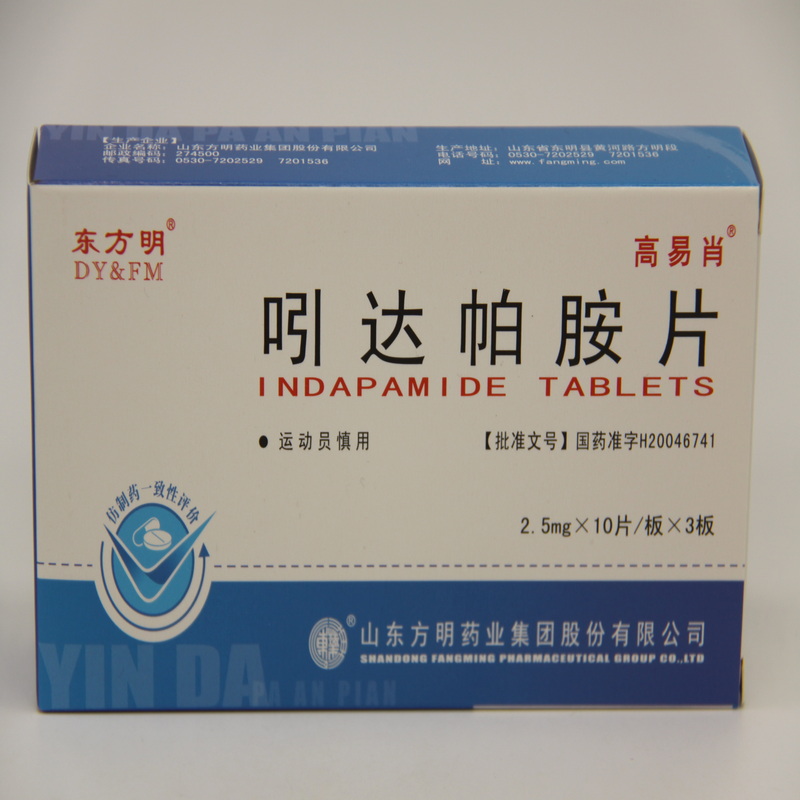 YIN DA PA AN PIAN
【生产企业】
企业名称：山东方明药业集团股份有限公司
邮政编码：274500
传真号码：0530-7202529 7201536
生产地址：山东省东明县黄河路方明段
电话号码：0530-7202529 7201536
网 址：www.fangming.com
东方明®
DY&FM
高易肖®
吲达帕胺片
INDAPAMIDE TABLETS
●运动员慎用
【批准文号】国药准字H20046741
仿制药一致性评价
2.5mg×10片/板×3板
山东方明药业集团股份有限公司
SHANDONG FANGMING PHARMACEUTICAL GROUP CO.,LTD
YIN DA PA AN PIAN